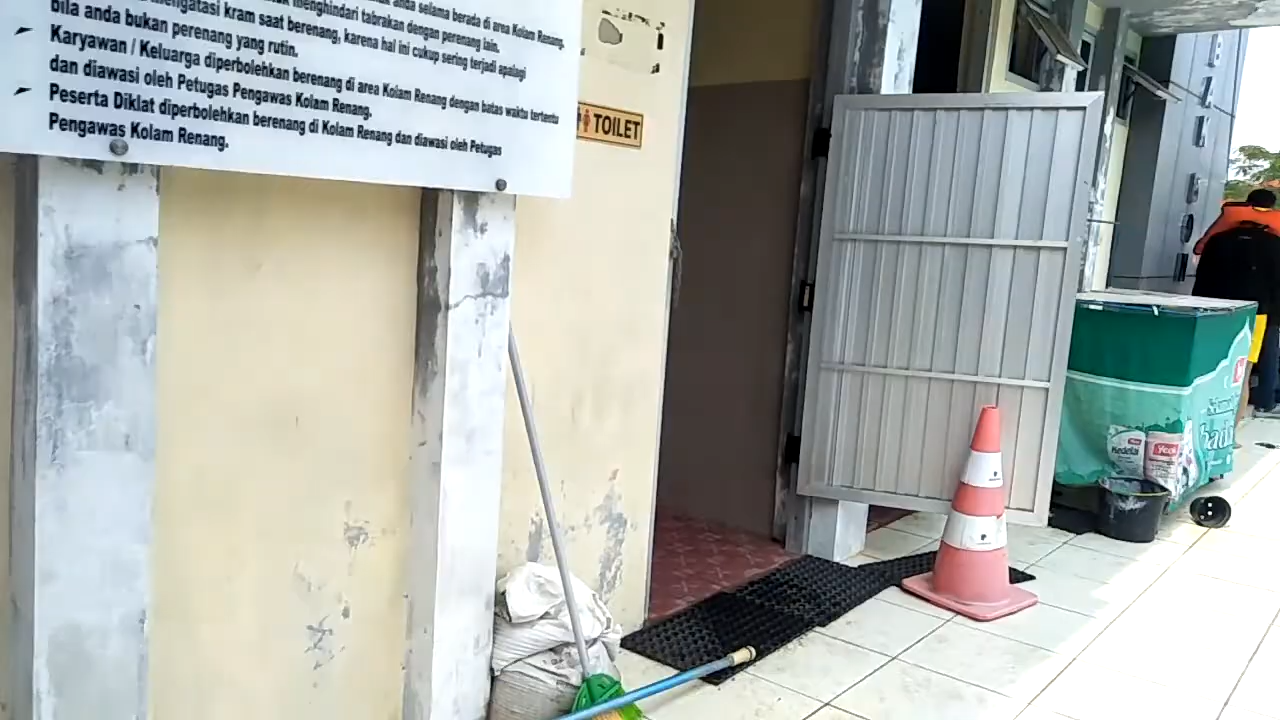 anda selama berada di area Kolam Renang.
menghindari tabrakan dengan perenang lain.
mengatasi kram saat berenang, karena hal ini cukup sering terjadi apalagi
bila anda bukan perenang yang rutin.
Karyawan / Keluarga diperbolehkan berenang di area Kolam Renang dengan batas waktu tertentu
dan diawasi oleh Petugas Pengawas Kolam Renang.
Peserta Diklat diperbolehkan berenang di Kolam Renang dan diawasi oleh Petugas
Pengawas Kolam Renang.
TOILET
Kedelai